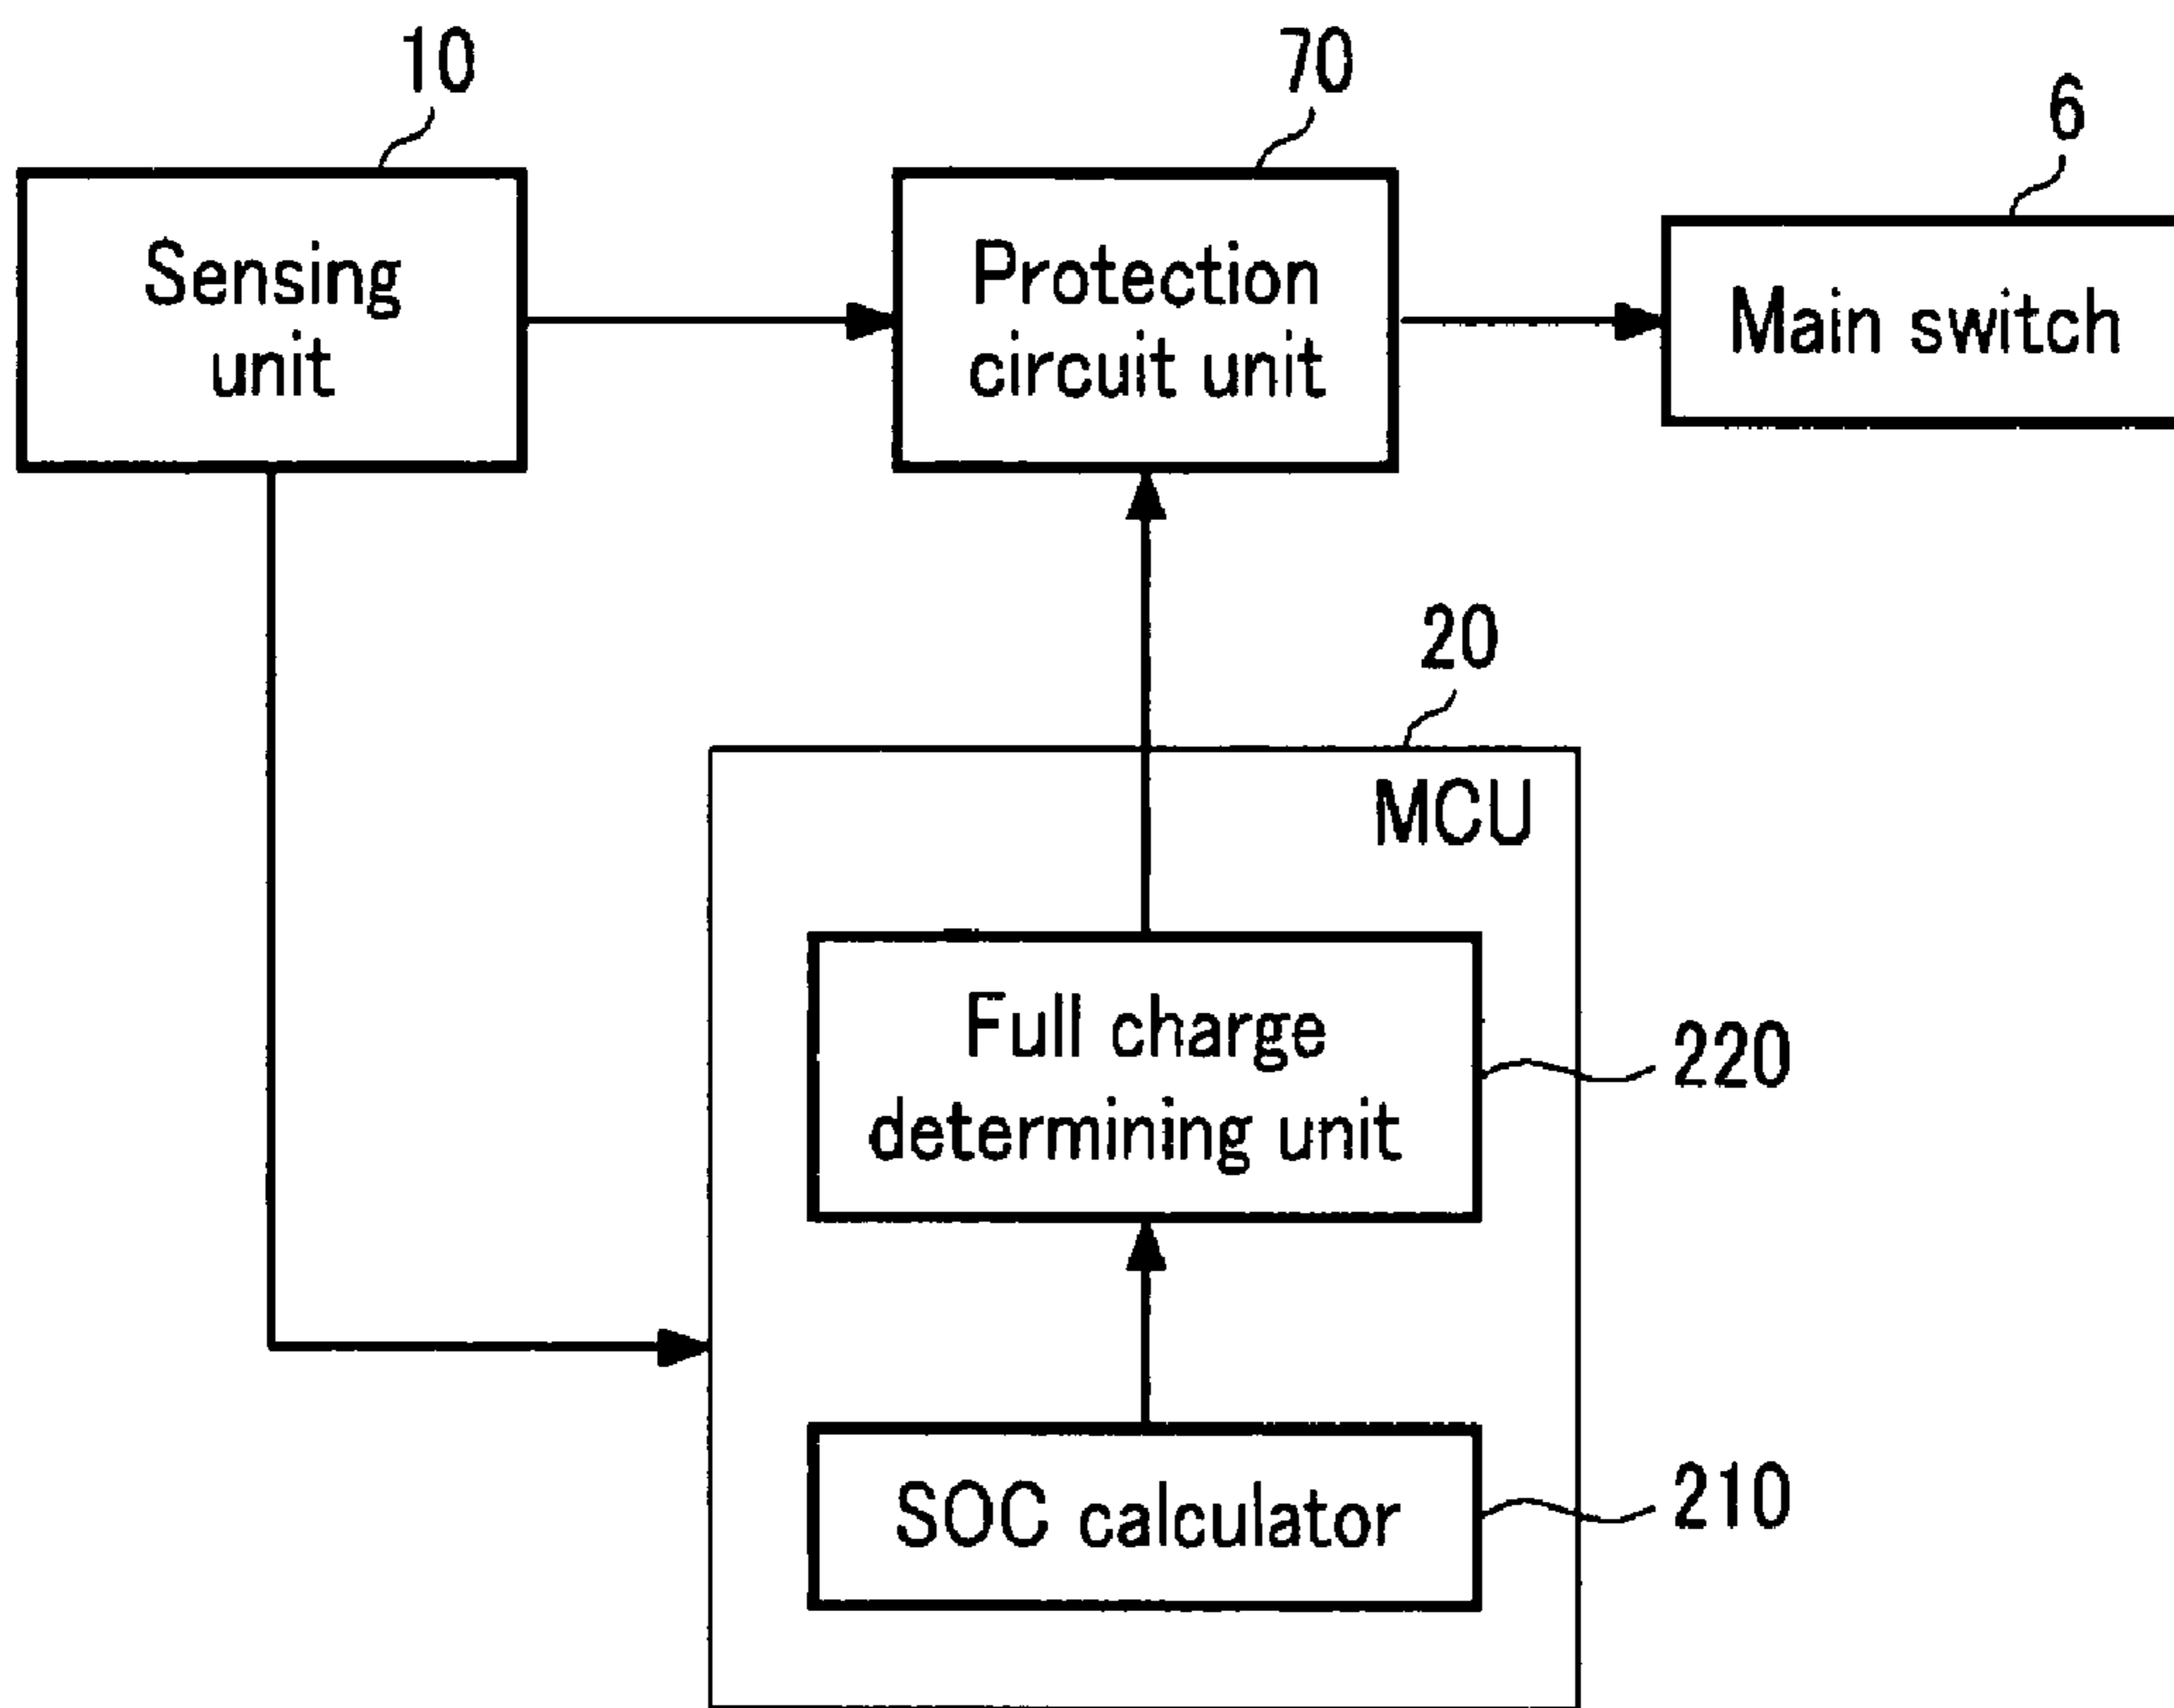 10
70
6
Sensing
unit
Protection
circuit unit
Main switch
20
MCU
Full charge
determining unit
220
SOC calculator
210